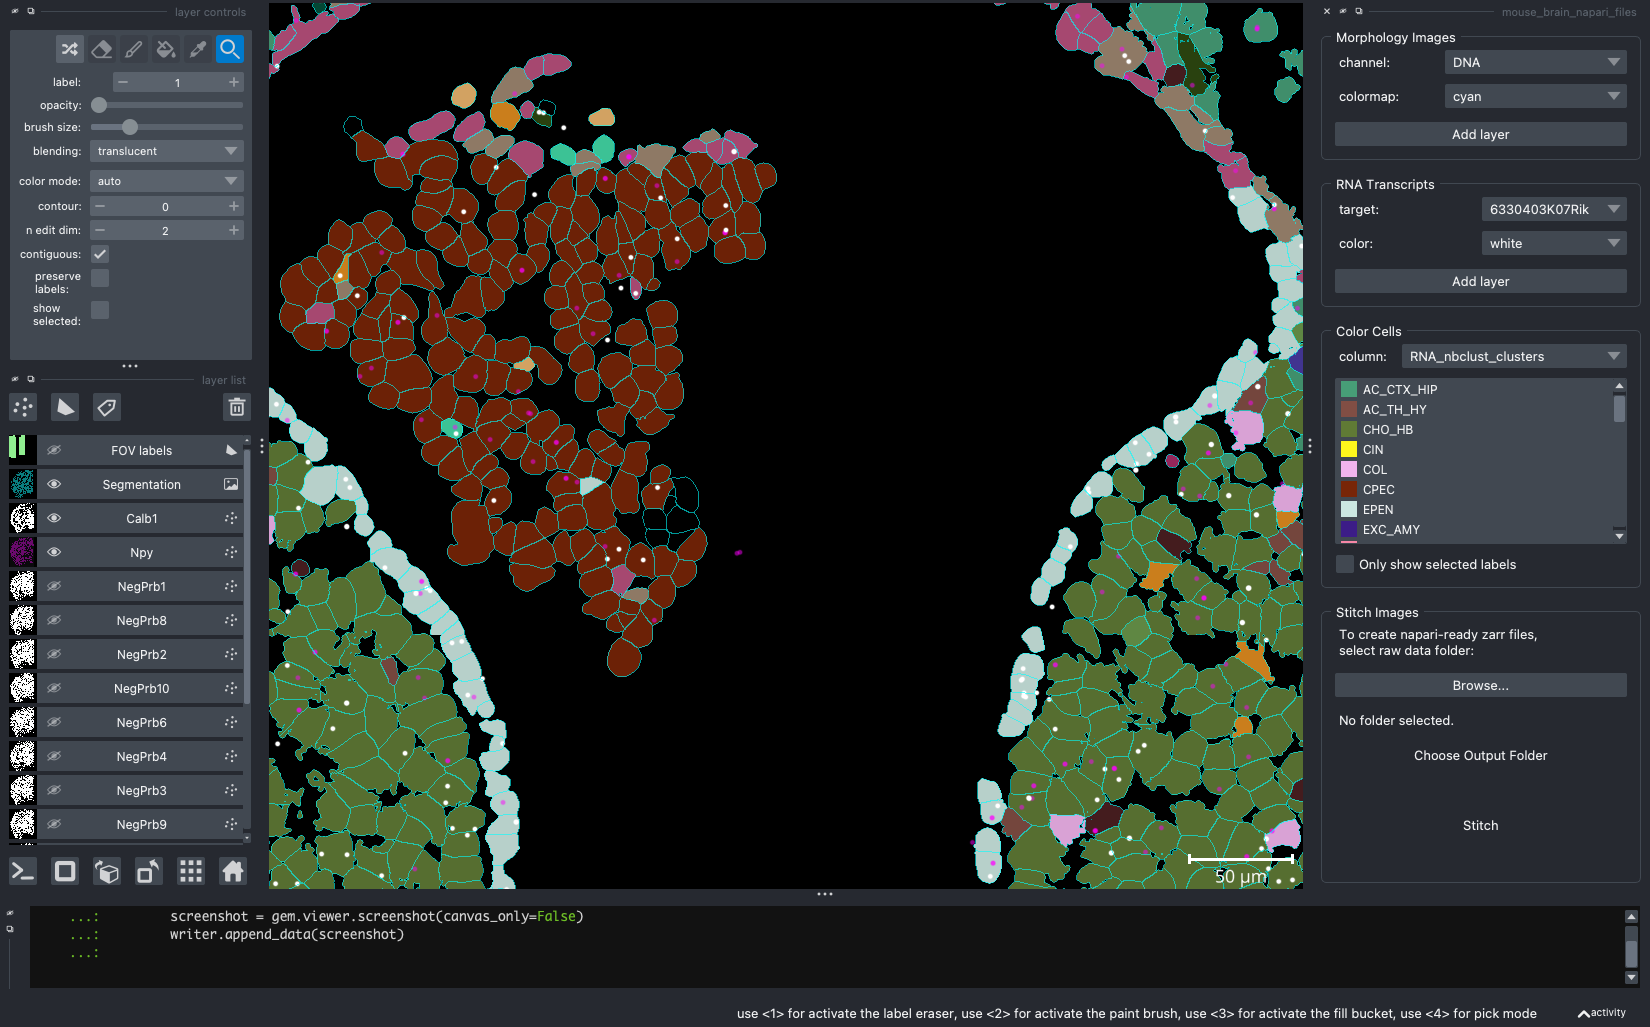 layer controls
label:
1
opacity:
brush size:
blending:
translucent
color mode:
auto
contour:
0
n edit dim:
2
contiguous:
preserve
labels:
show
selected:
layer list
FOV labels
Segmentation
Calb1
Npy
NegPrb1
NegPrb8
NegPrb2
NegPrb10
NegPrb6
NegPrb4
NegPrb3
NegPrb9
50 μm
mouse_brain_napari_files
Morphology Images
channel:
DNA
colormap:
cyan
Add layer
RNA Transcripts
target:
6330403K07Rik
color:
white
Add layer
Color Cells
column:
RNA_nbclust_clusters
AC_CTX_HIP
AC_TH_HY
CHO_HB
CIN
COL
CPEC
EPEN
EXC_AMY
Only show selected labels
Stitch Images
To create napari-ready zarr files,
select raw data folder:
Browse...
No folder selected.
Choose Output Folder
Stitch
...: screenshot = gem.viewer.screenshot(canvas_only=False)
...: writer.append_data(screenshot)
...:
use <1> for activate the label eraser, use <2> for activate the paint brush, use <3> for activate the fill bucket, use <4> for pick mode
activity